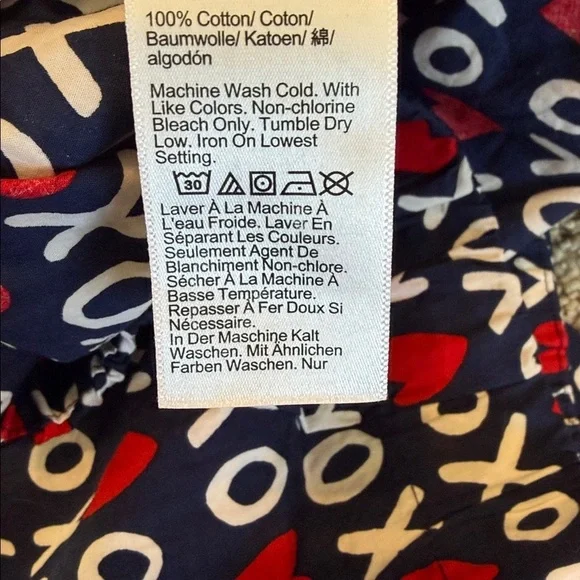 100% Cotton/ Coton/
Baumwolle/ Katoen/ 綿/
algodón
Machine Wash Cold. With
Like Colors. Non-chlorine
Bleach Only. Tumble Dry
Low. Iron On Lowest
Setting.
30
Laver À La Machine À
L'eau Froide. Laver En
Séparant Les Couleurs.
Seulement Agent De
Blanchiment Non-chlore.
Sécher À La Machine À
Basse Température.
Repasser À Fer Doux Si
Nécessaire.
In Der Maschine Kalt
Waschen. Mit Ähnlichen
Farben Waschen. Nur